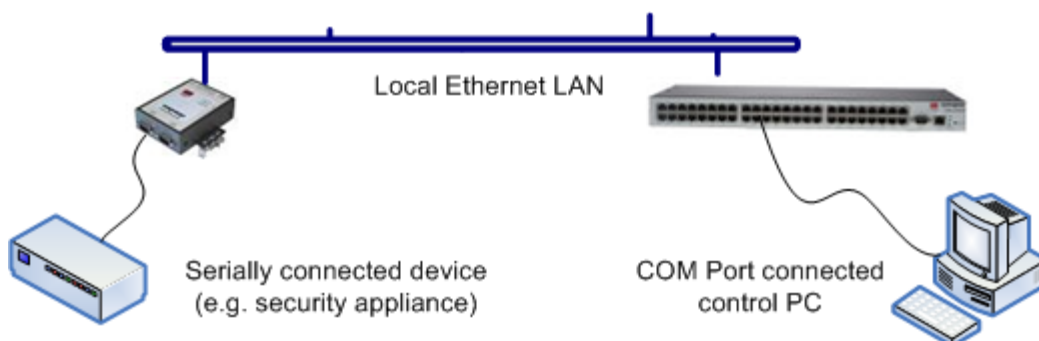 Local Ethernet LAN
Serially connected device
(e.g. security appliance)
COM Port connected
control PC